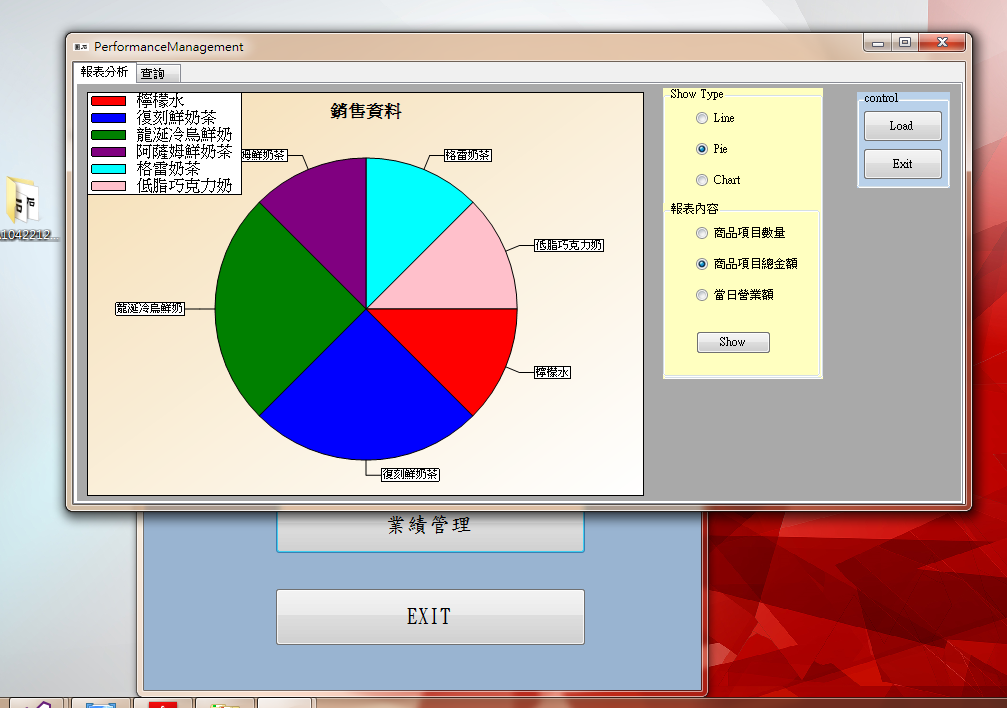 PerformanceManagement
報表分析
查詢
檸檬水
復刻鮮奶茶
龍涎冷烏鮮奶
阿薩姆鮮奶茶
格雷奶茶
低脂巧克力奶
銷售資料
姆鮮奶茶
格雷奶茶
低脂巧克力奶
龍涎冷烏鮮奶
檸檬水
復刻鮮奶茶
Show Type
Line
Pie
Chart
報表內容
商品項目數量
商品項目總金額
當日營業額
Show
control
Load
Exit
業績管理
EXIT